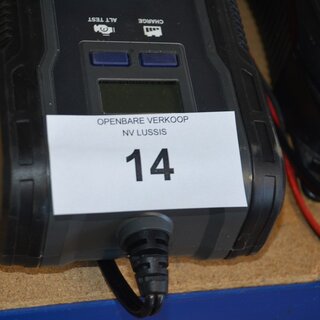 CHARGE
ALT TEST
OPENBARE VERKOOP
NV LUSSIS
14